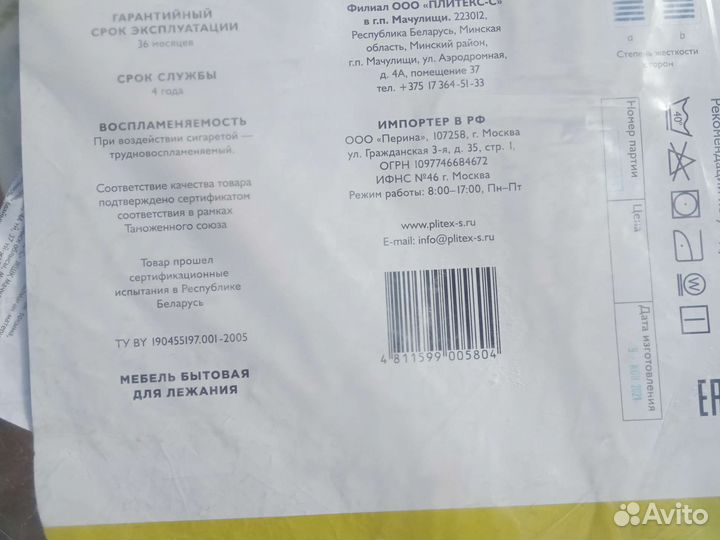 ГАРАНТИЙНЫЙ
СРОК ЭКСПЛУАТАЦИИ
36 месяцев
СРОК СЛУЖБЫ
4 года
ВОСПЛАМЕНЯЕМОСТЬ
При воздействии сигаретой —
трудновоспламеняемый.
Соответствие качества товара
подтверждено сертификатом
соответствия в рамках
Таможенного союза
Товар прошел
сертификационные
испытания в Республике
Беларусь
ТУ BY 190455197.001-2005
МЕБЕЛЬ БЫТОВАЯ
ДЛЯ ЛЕЖАНИЯ
Филиал ООО «ПЛИТЕКС-С»
в г.п. Мачулищи. 223012,
Республика Беларусь, Минская
область, Минский район,
г.п. Мачулищи, ул. Аэродромная,
д. 4А, помещение 37
тел. +375 17 364-51-33
ИМПОРТЕР В РФ
ООО «Перина», 107258, г. Москва
ул. Гражданская 3-я, д. 35, стр. 1,
ОГРН 1097746684672
ИФНС №46 г. Москва
Режим работы: 8:00–17:00, Пн–Пт
www.plitex-s.ru
E-mail: info@plitex-s.ru
4 811599 005804
a b
Степень жесткости
сторон
Номер партии
Цена
Дата изготовления
40°
W
Avito